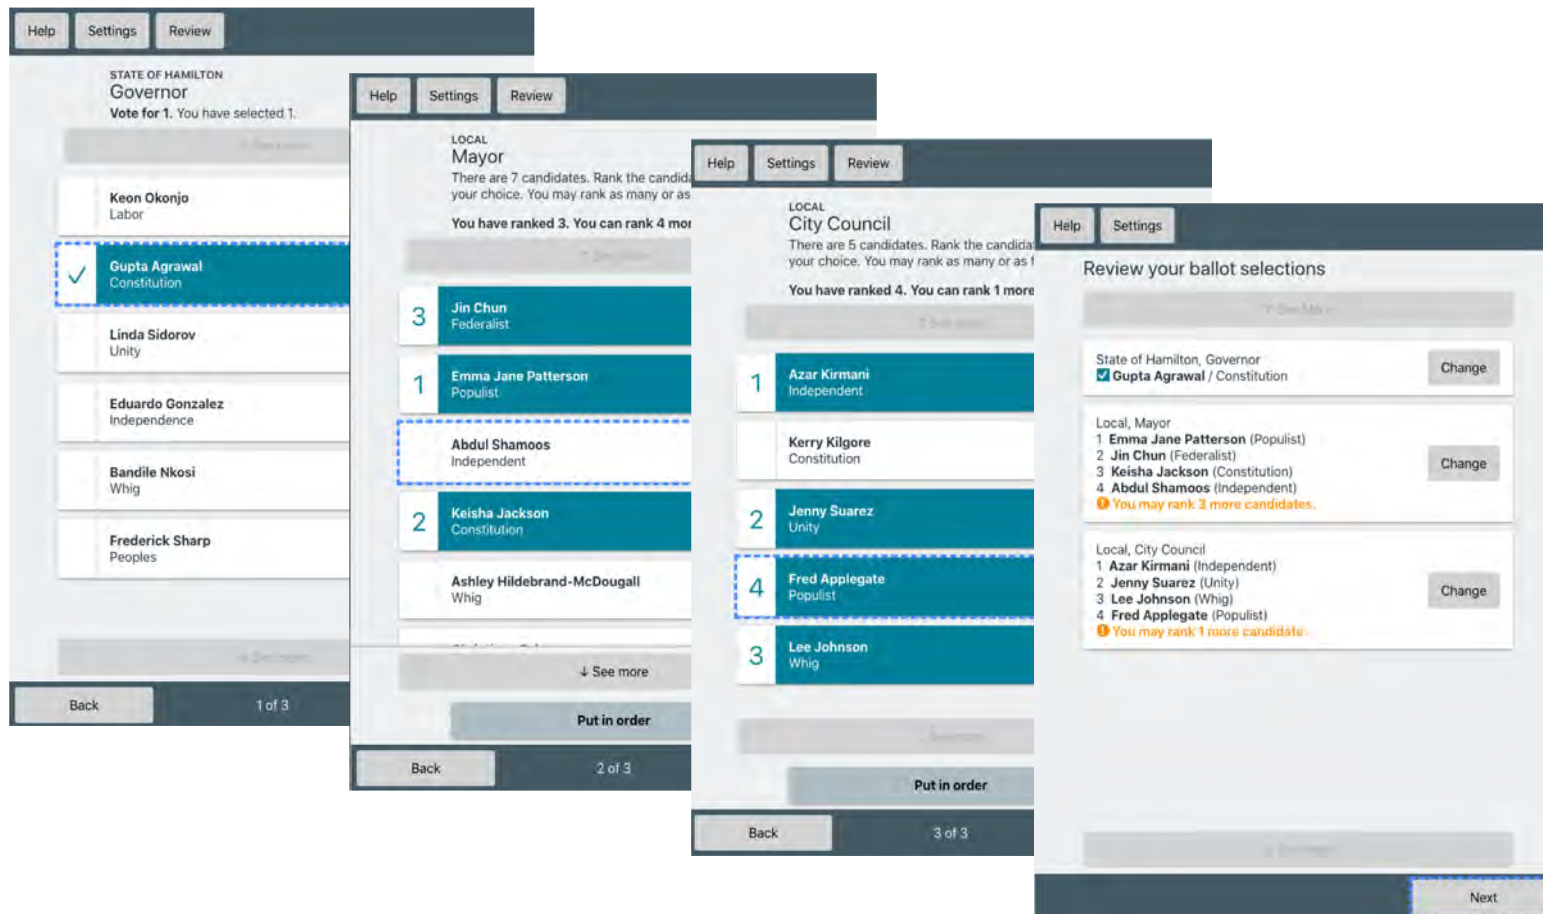 Help
Settings
Review
STATE OF HAMILTON
Governor
Vote for 1. You have selected 1.
Keon Okonjo
Labor
Gupta Agrawal
Constitution
Linda Sidorov
Unity
Eduardo Gonzalez
Independence
Bandile Nkosi
Whig
Frederick Sharp
Peoples
Back
1 of 3
Help
Settings
Review
LOCAL
Mayor
There are 7 candidates. Rank the
your choice. You may rank as many or as
You have ranked 3. You can rank 4
3
Jin Chun
Federalist
1
Emma Jane Patterson
Populist
Abdul Shamoos
Independent
2
Keisha Jackson
Constitution
Ashley Hildebrand-McDougall
Whig
↓ See more
Put in order
Back
2 of 3
Help
Settings
Review
LOCAL
City Council
There are 5 candidates. Rank the
your choice. You may rank as many or as
You have ranked 4. You can rank 1 more
1
Azar Kirmani
Independent
Kerry Kilgore
Constitution
2
Jenny Suarez
Unity
4
Fred Applegate
Populist
3
Lee Johnson
Whig
Put in order
Back
3 of 3
Help
Settings
Review your ballot selections
↑ See More
State of Hamilton, Governor
Gupta Agrawal / Constitution
Change
Local, Mayor
1 Emma Jane Patterson (Populist)
2 Jin Chun (Federalist)
3 Keisha Jackson (Constitution)
4 Abdul Shamoos (Independent)
You may rank 3 more candidates.
Change
Local, City Council
1 Azar Kirmani (Independent)
2 Jenny Suarez (Unity)
3 Lee Johnson (Whig)
4 Fred Applegate (Populist)
You may rank 1 more candidate.
Change
Next